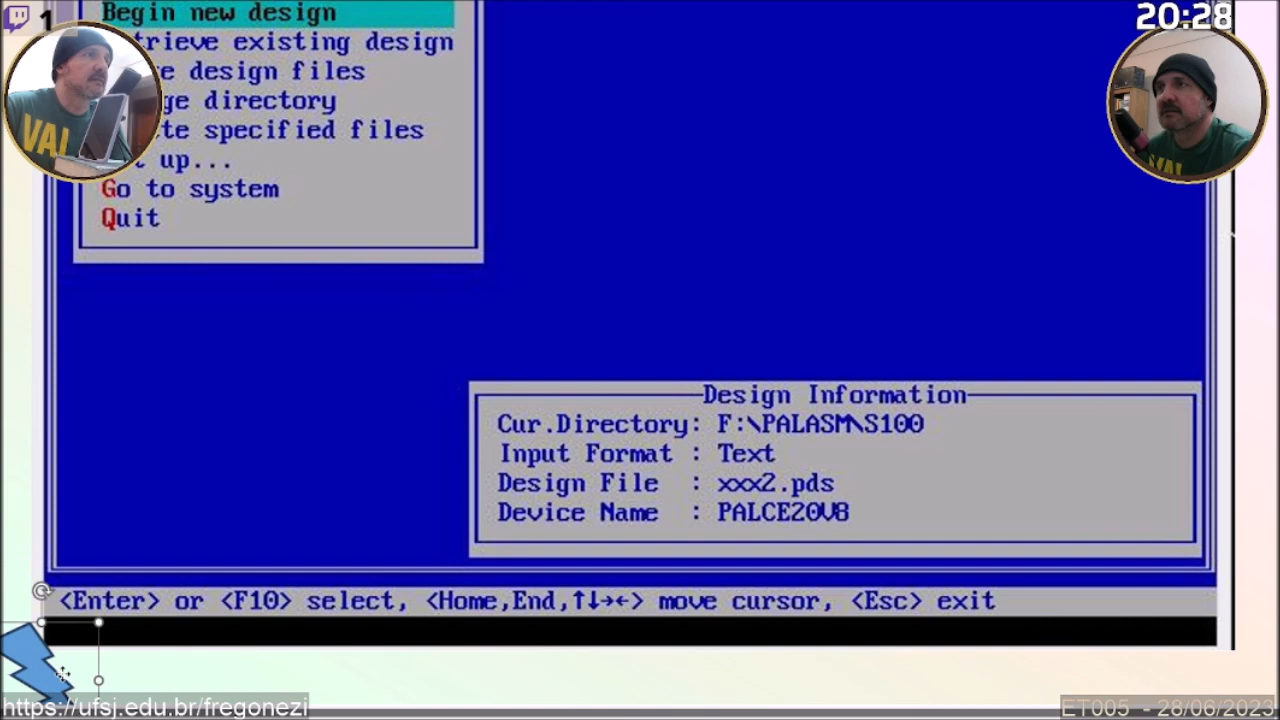 1
20:28
Begin new design
trieve existing design
e design files
ge directory
te specified files
t up...
Go to system
Quit
VAL
VAL
Design Information
Cur.Directory: F:\PALASM\S100
Input Format : Text
Design File : xxx2.pds
Device Name : PALCE20V8
<Enter> or <F10> select, <Home,End,↑↓→←> move cursor, <Esc> exit
https://ufsj.edu.br/fregonezi
ET005 - 28/06/2023